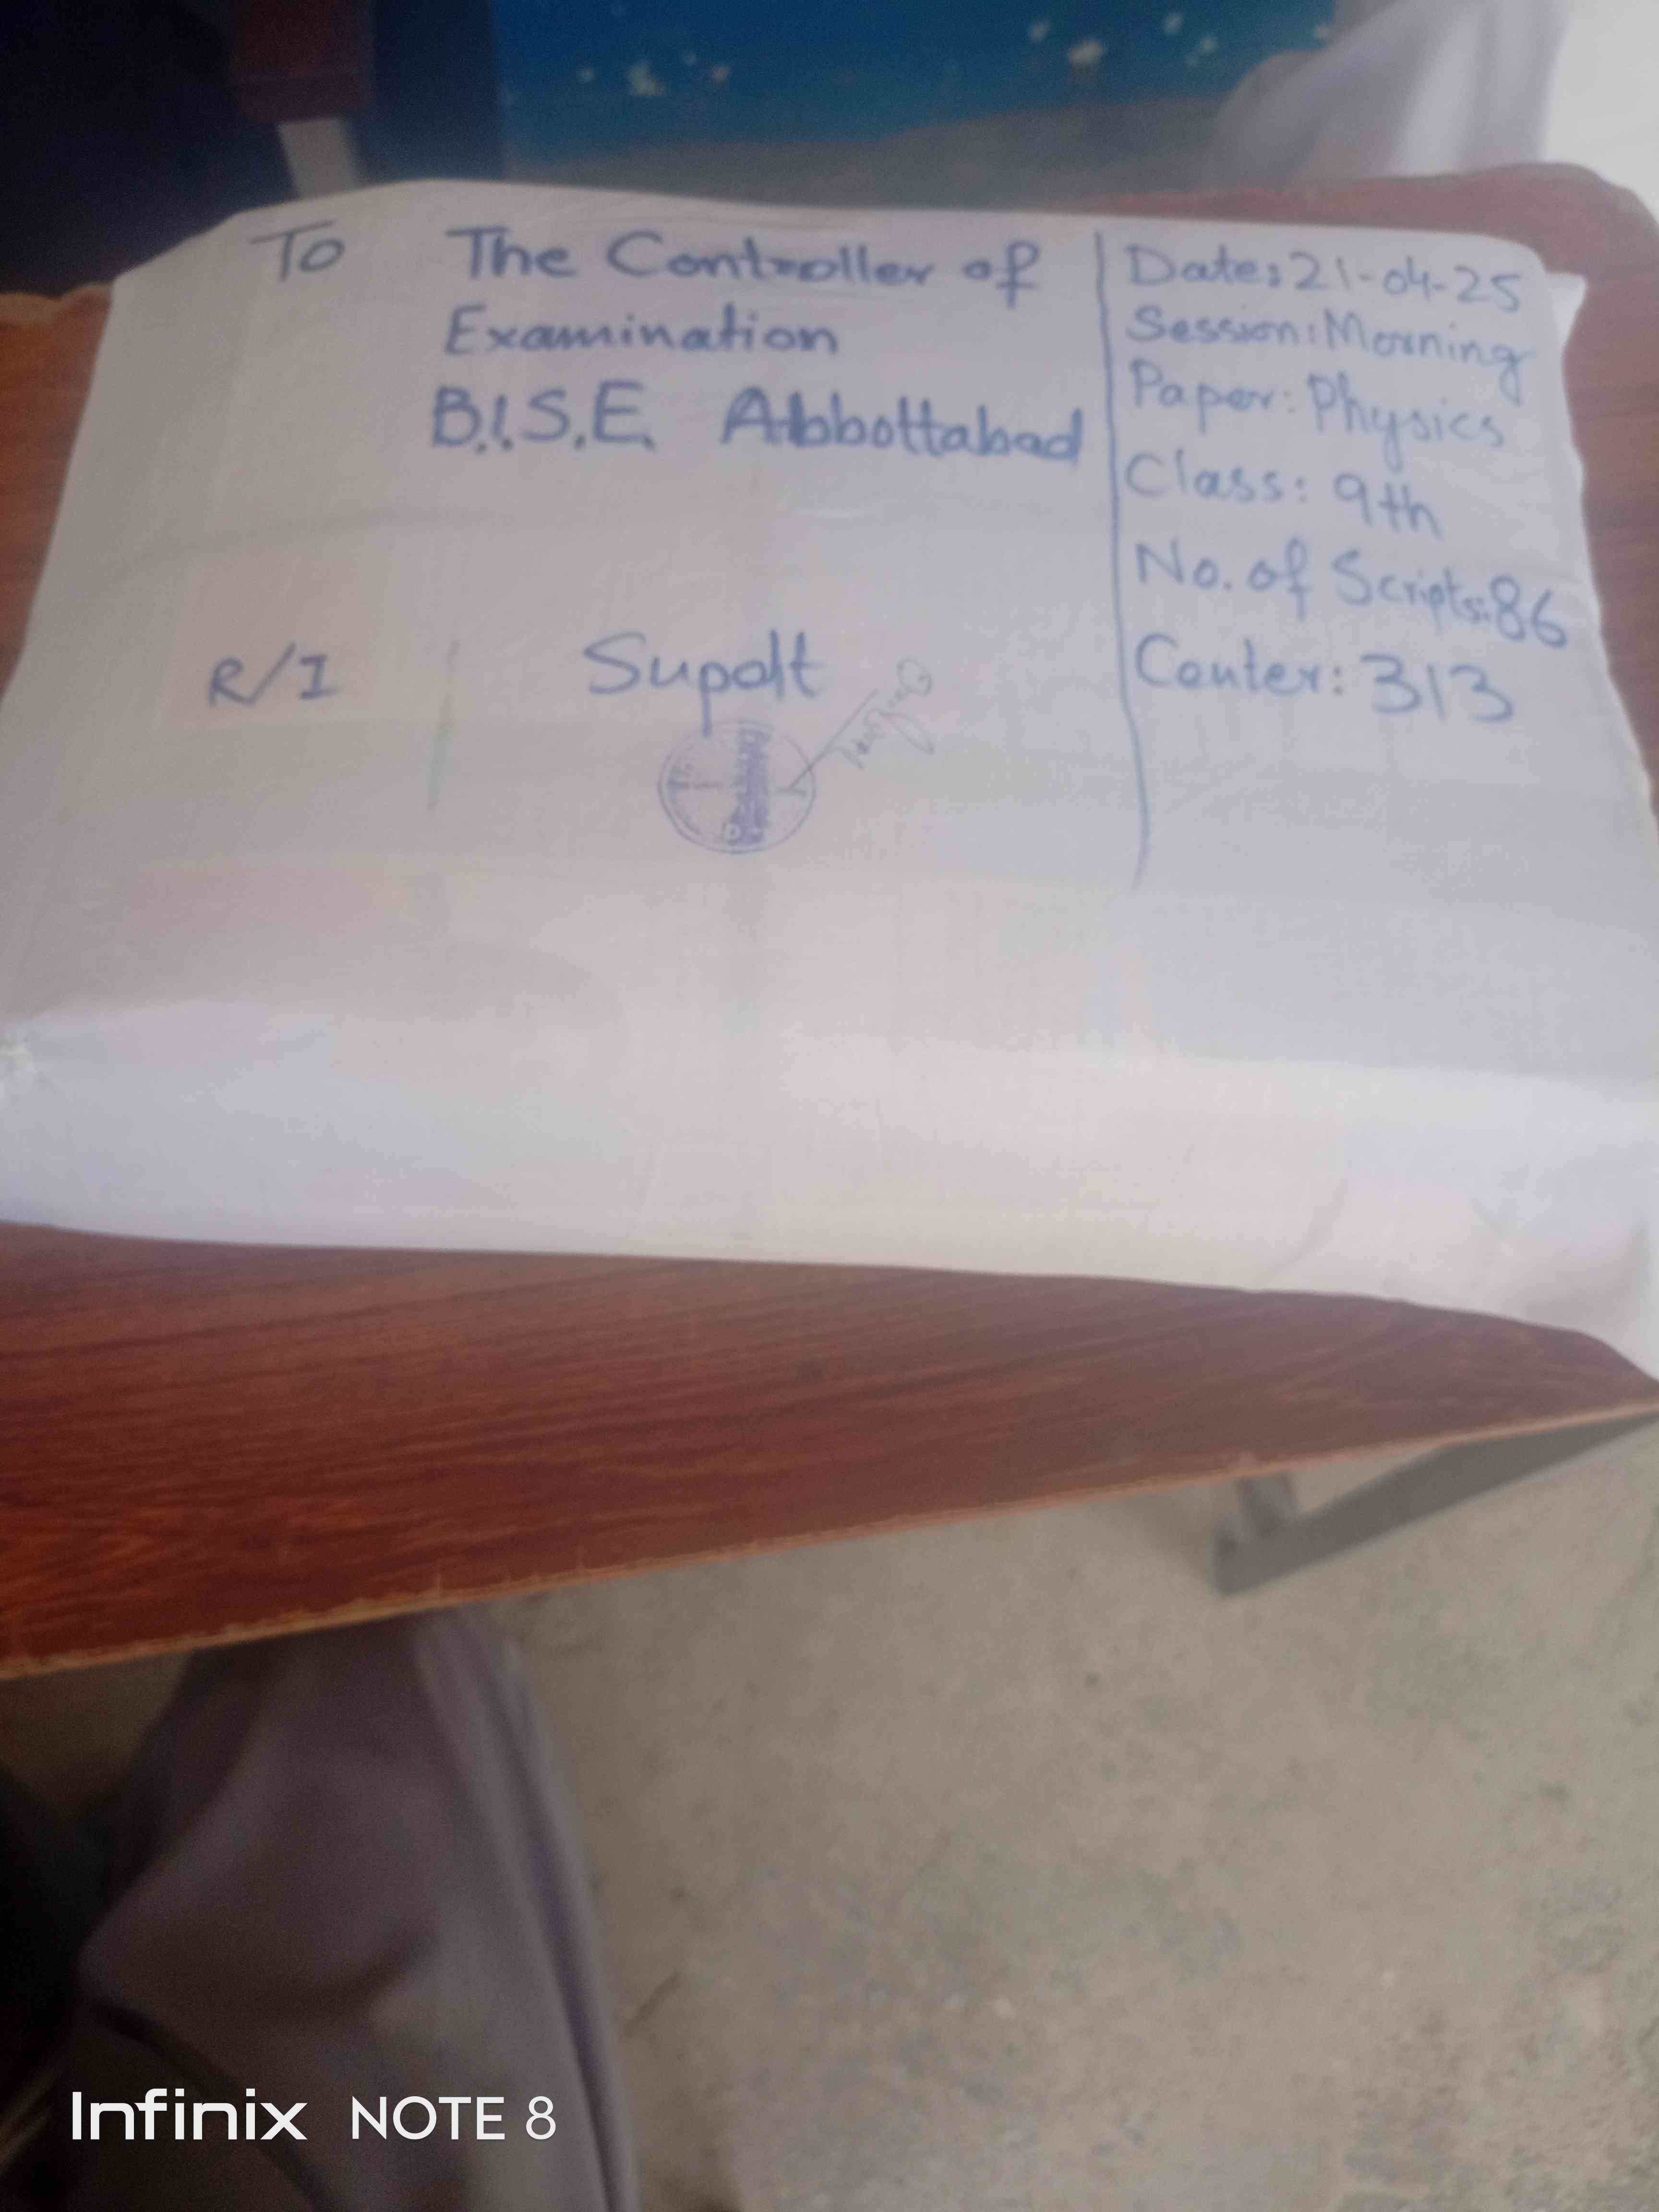 To The Controller of
Examination
B.I.S.E. Abbottabad
R/I Supdt
Date: 21-04-25
Session: Morning
Paper: Physics
Class: 9th
No. of Scripts: 86
Center: 313
Infinix NOTE 8